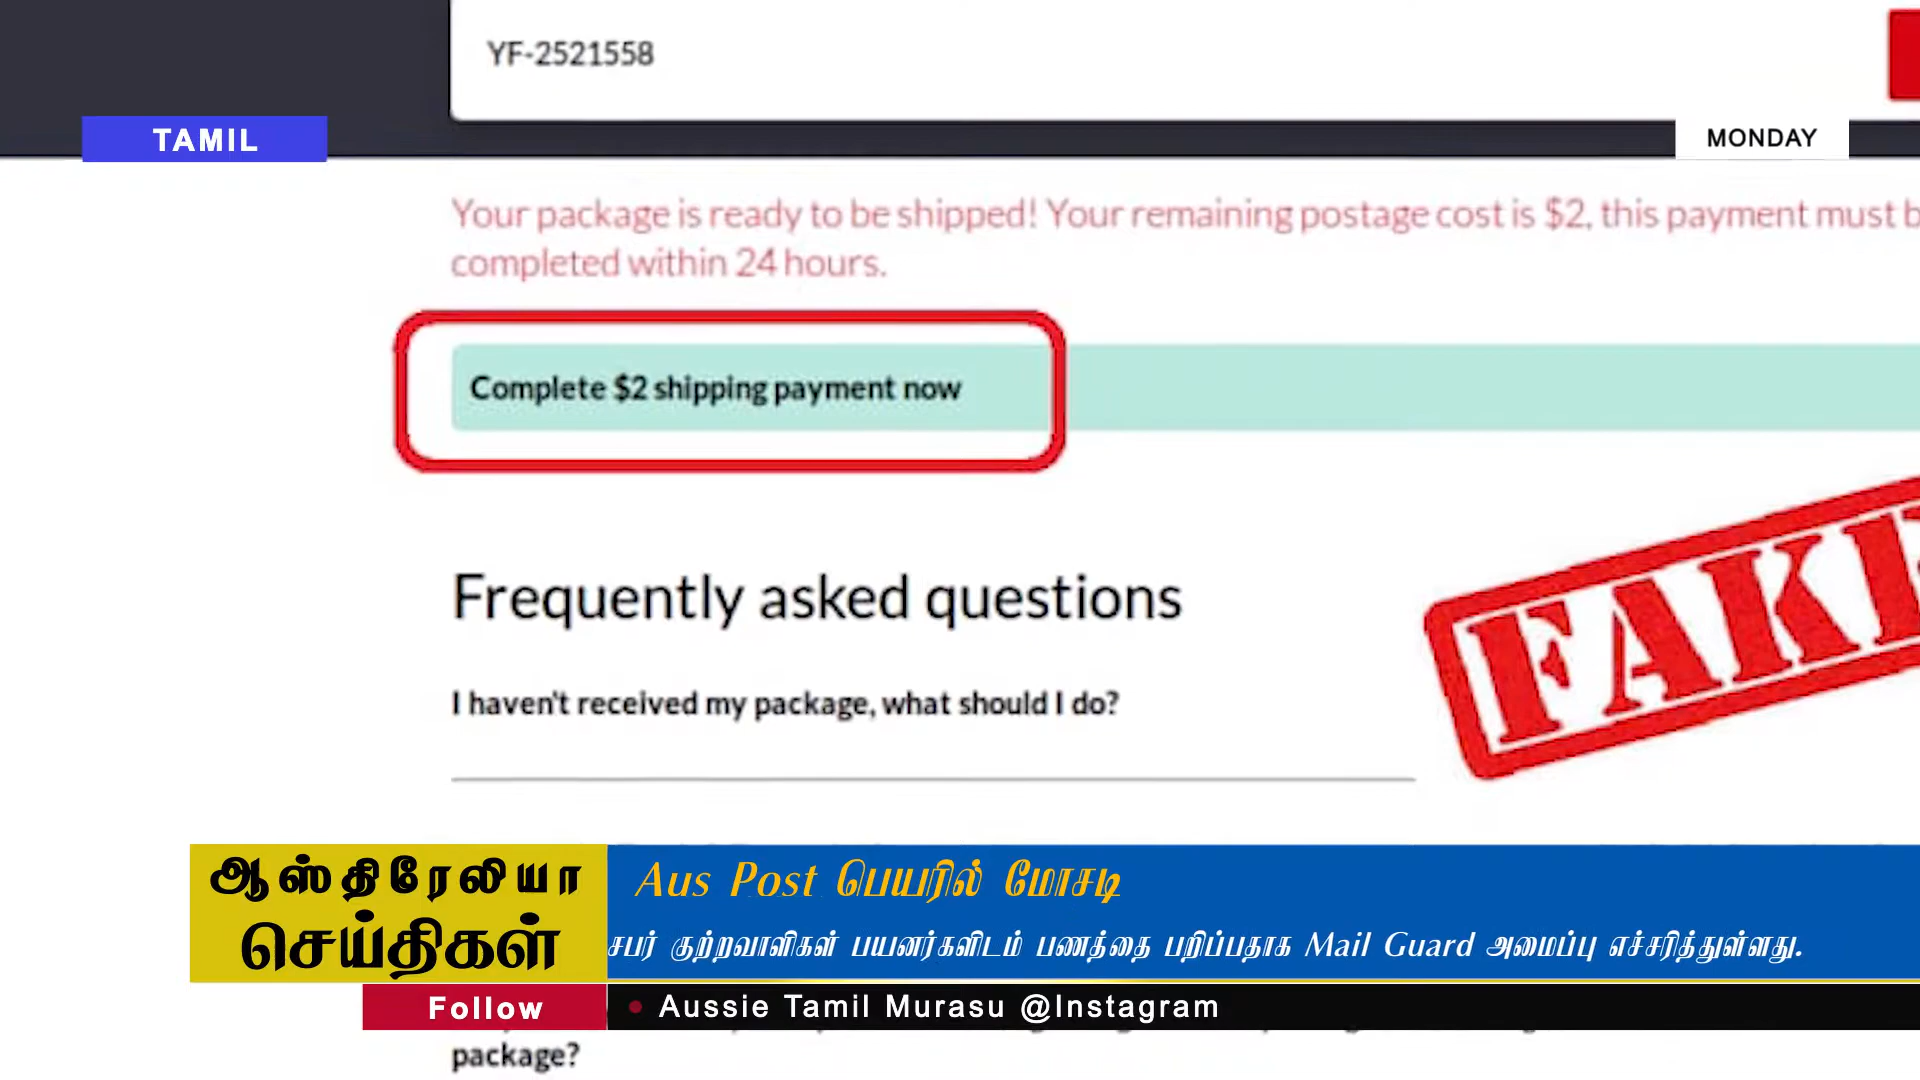 YF-2521558
TAMIL
MONDAY
Your package is ready to be shipped! Your remaining postage cost is $2, this payment must b
completed within 24 hours.
Complete $2 shipping payment now
Frequently asked questions
FAKE
I haven't received my package, what should I do?
ஆஸ்திரேலியா
செய்திகள்
Aus Post பெயரில் மோசடி
சபர் குற்றவாளிகள் பயனர்களிடம் பணத்தை பறிப்பதாக Mail Guard அமைப்பு எச்சரித்துள்ளது.
Follow
• Aussie Tamil Murasu @Instagram
package?